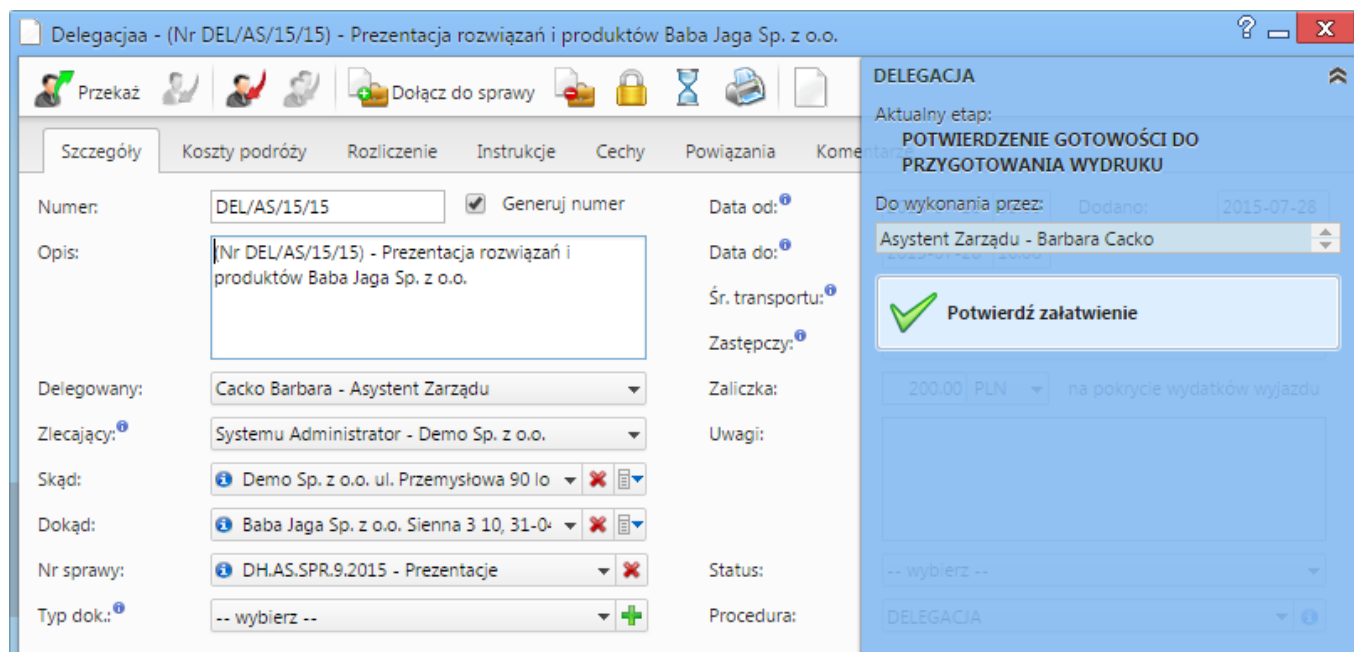 Delegacjaa - (Nr DEL/AS/15/15) - Prezentacja rozwiązań i produktów Baba Jaga Sp. z o.o.
Przekaż
Dołącz do sprawy
Szczegóły Koszty podróży Rozliczenie Instrukcje Cechy Powiązania Komentarze
Numer: DEL/AS/15/15 Generuj numer
Opis: (Nr DEL/AS/15/15) - Prezentacja rozwiązań i
produktów Baba Jaga Sp. z o.o.
Delegowany: Cacko Barbara - Asystent Zarządu
Zlecający: Systemu Administrator - Demo Sp. z o.o.
Skąd: Demo Sp. z o.o. ul. Przemysłowa 90 lo
Dokąd: Baba Jaga Sp. z o.o. Sienna 3 10, 31-0
Nr sprawy: DH.AS.SPR.9.2015 - Prezentacje
Typ dok.: -- wybierz --
Data od: Dodano: 2015-07-28
Data do:
Śr. transportu:
Zastępczy:
Zaliczka: 200.00 PLN na pokrycie wydatków wyjazdu
Uwagi:
Status: -- wybierz --
Procedura: DELEGACJA
DELEGACJA
Aktualny etap:
POTWIERDZENIE GOTOWOŚCI DO
PRZYGOTOWANIA WYDRUKU
Do wykonania przez:
Asystent Zarządu - Barbara Cacko
Potwierdź załatwienie